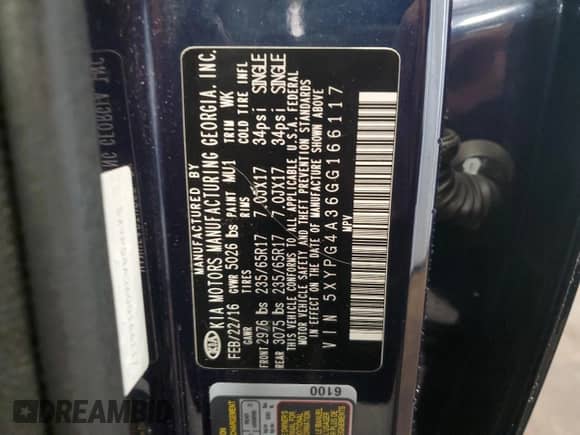 MANUFACTURED BY
KIA KIA MOTORS MANUFACTURING GEORGIA, INC.
FEB/22/16 GVWR 5026 lbs PAINT MU1 TRIM WK
GAWR TIRES RIMS COLD TIRE INFL
FRONT 2976 lbs 235/65R17 7.0JX17 34psi SINGLE
REAR 3075 lbs 235/65R17 7.0JX17 34psi SINGLE
THIS VEHICLE CONFORMS TO ALL APPLICABLE U.S.A. FEDERAL
MOTOR VEHICLE SAFETY AND THEFT PREVENTION STANDARDS
IN EFFECT ON THE DATE OF MANUFACTURE SHOWN ABOVE
VIN 5XYPG4A36GG166117
MPV
6100
DREAMBID